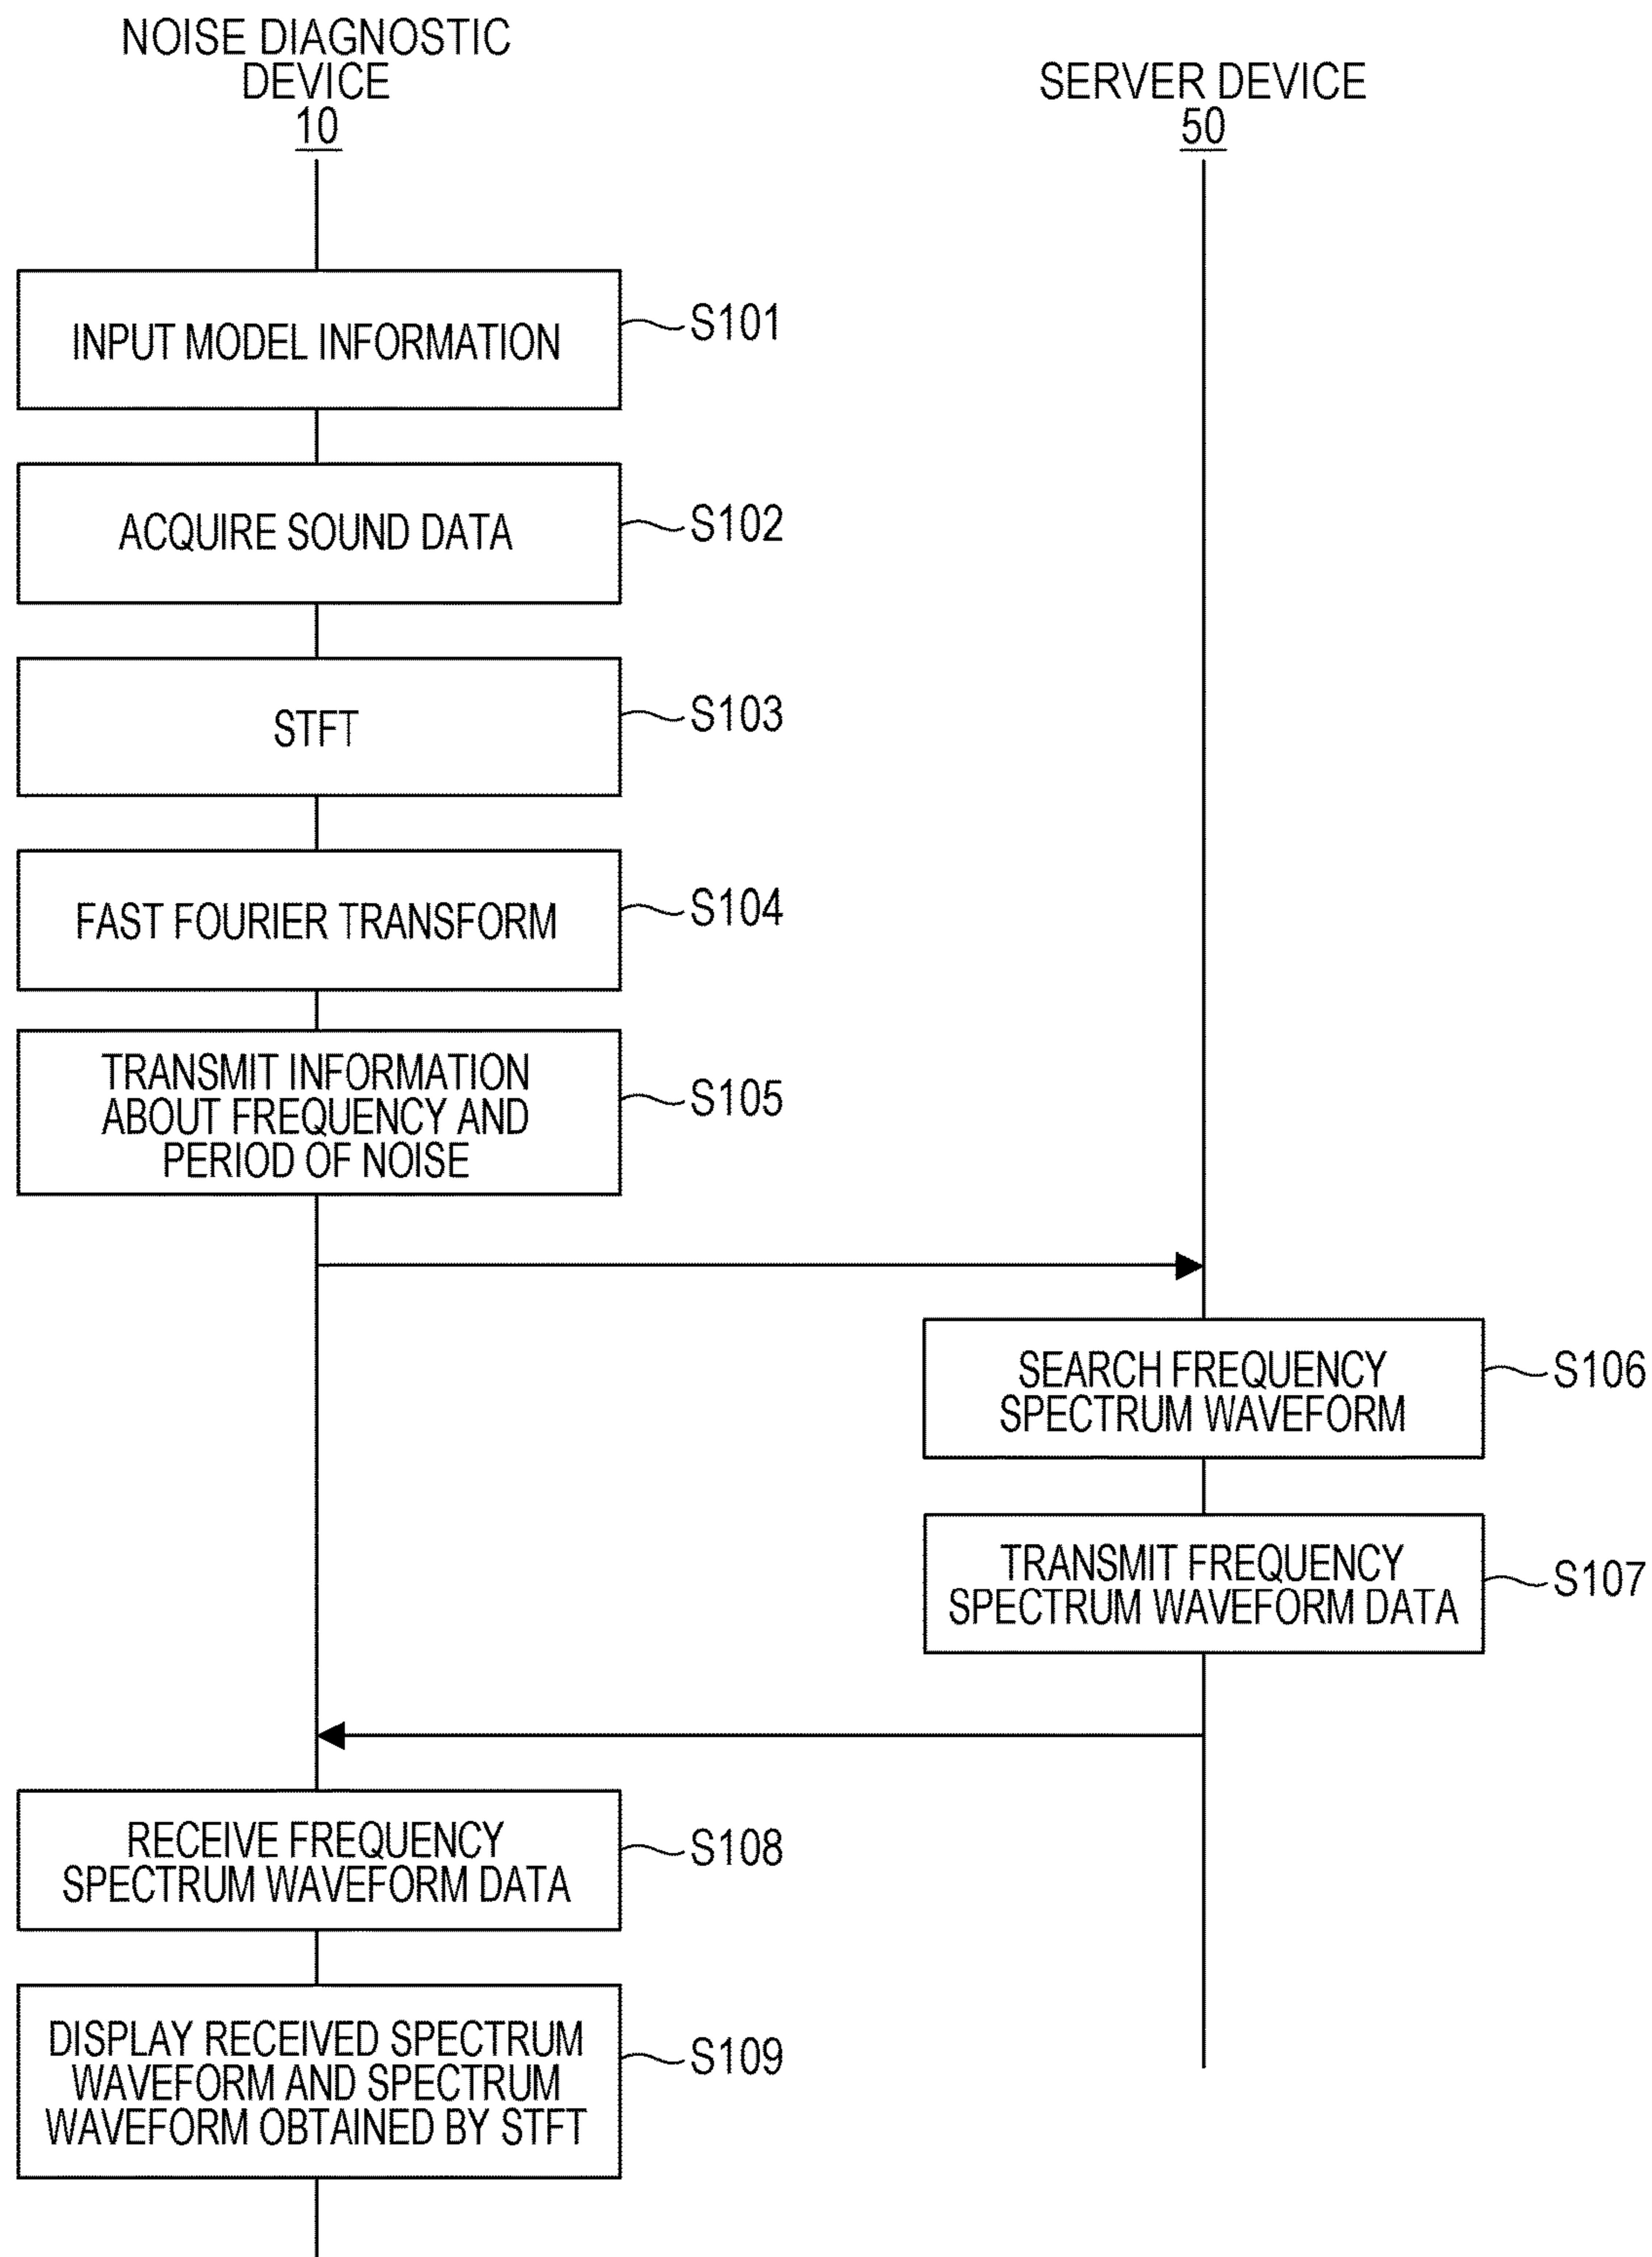 NOISE DIAGNOSTIC
DEVICE
10
SERVER DEVICE
50
INPUT MODEL INFORMATION
S101
ACQUIRE SOUND DATA
S102
STFT
S103
FAST FOURIER TRANSFORM
S104
TRANSMIT INFORMATION
ABOUT FREQUENCY AND
PERIOD OF NOISE
S105
SEARCH FREQUENCY
SPECTRUM WAVEFORM
S106
TRANSMIT FREQUENCY
SPECTRUM WAVEFORM DATA
S107
RECEIVE FREQUENCY
SPECTRUM WAVEFORM DATA
S108
DISPLAY RECEIVED SPECTRUM
WAVEFORM AND SPECTRUM
WAVEFORM OBTAINED BY STFT
S109